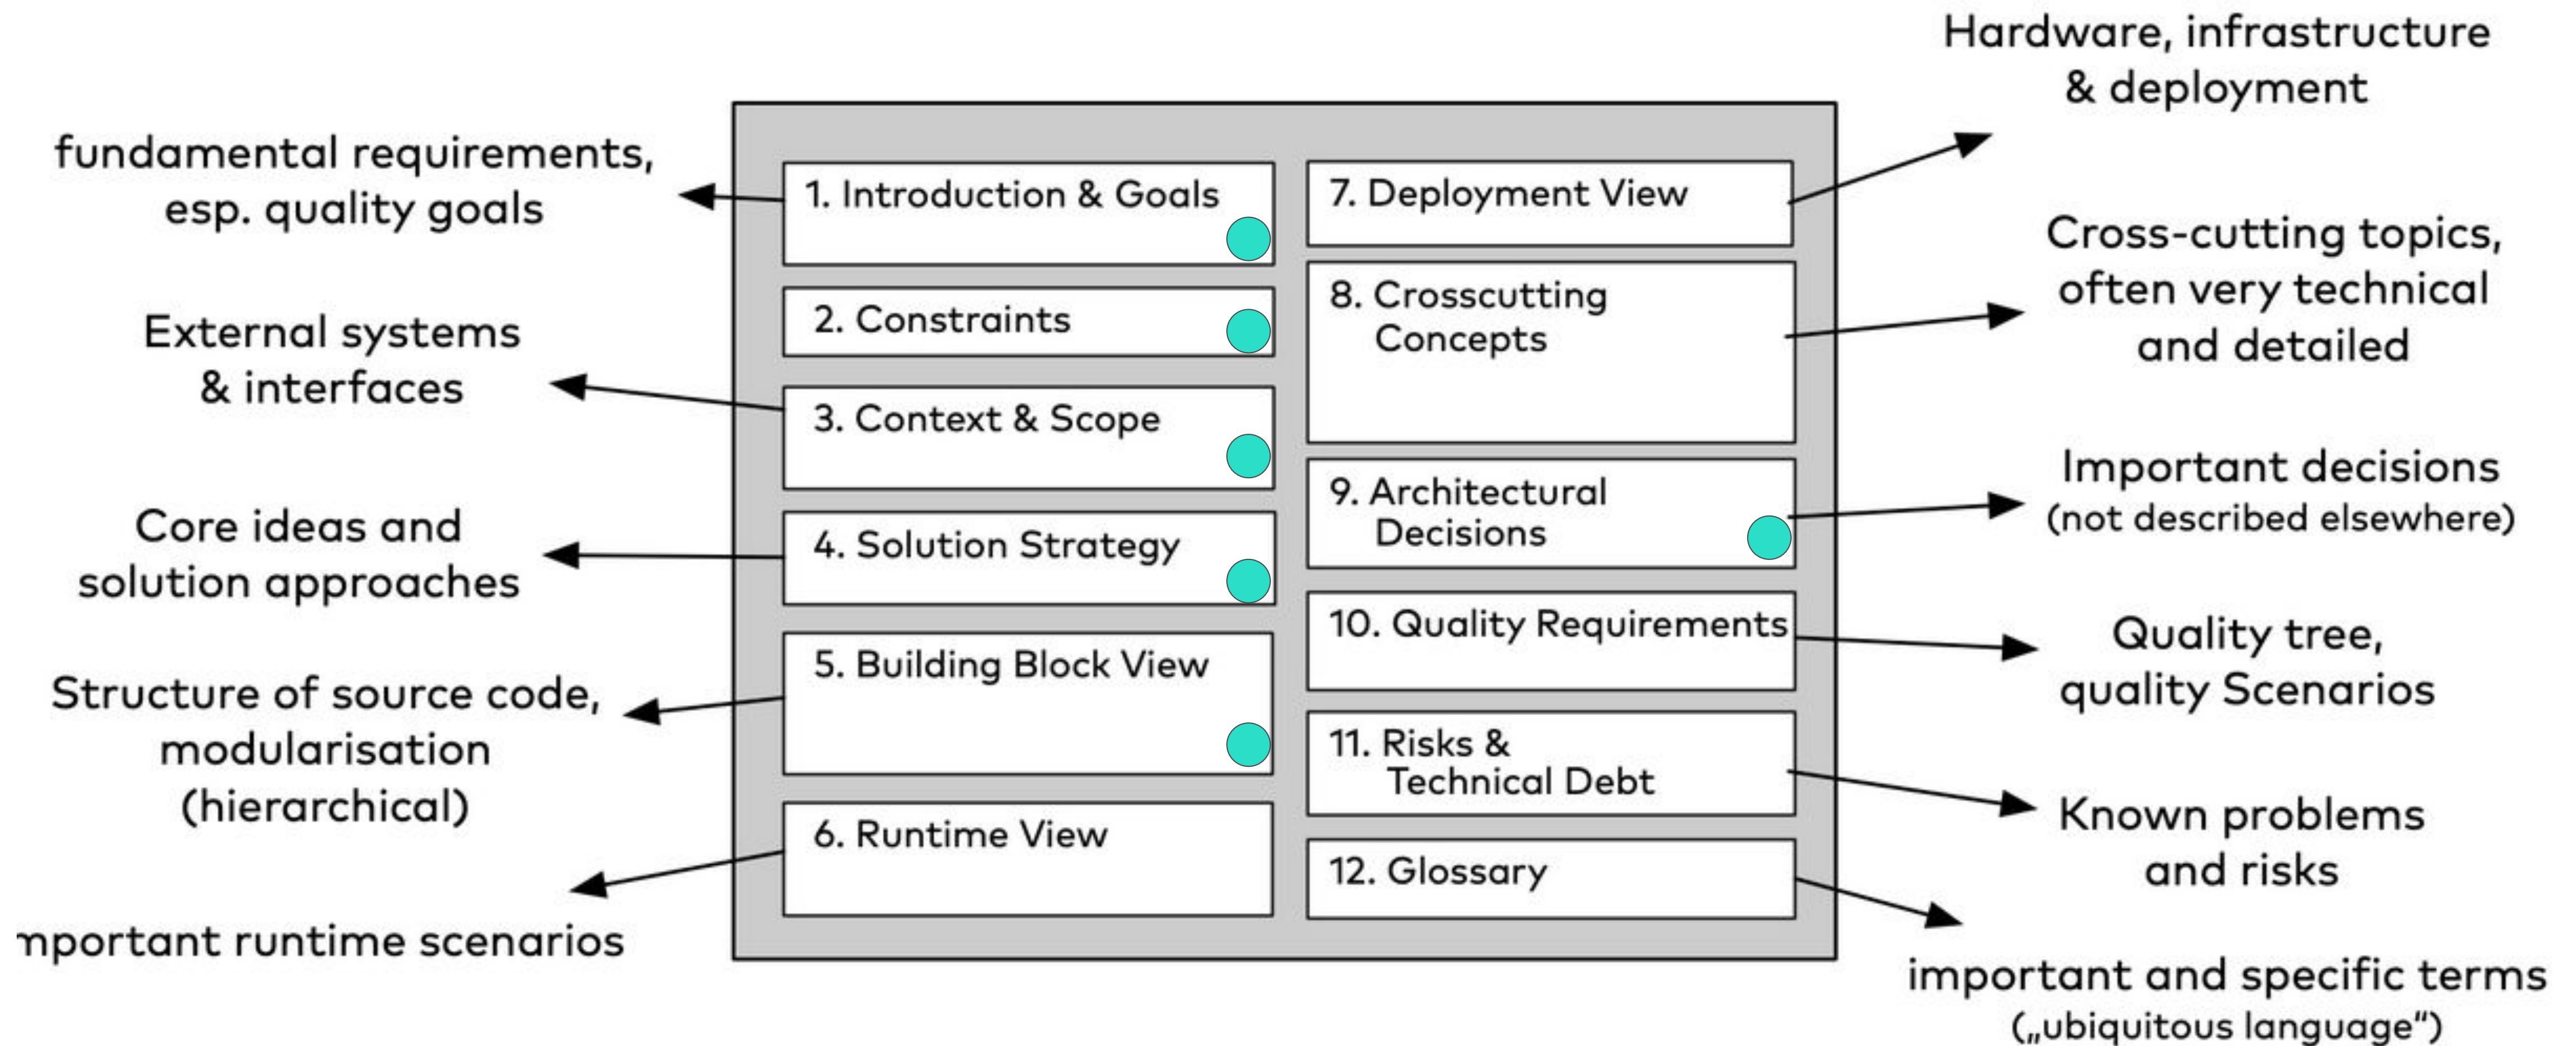 fundamental requirements,
esp. quality goals
External systems
& interfaces
Core ideas and
solution approaches
Structure of source code,
modularisation
(hierarchical)
mportant runtime scenarios
1. Introduction & Goals
2. Constraints
3. Context & Scope
4. Solution Strategy
5. Building Block View
6. Runtime View
7. Deployment View
8. Crosscutting
Concepts
9. Architectural
Decisions
10. Quality Requirements
11. Risks &
Technical Debt
12. Glossary
Hardware, infrastructure
& deployment
Cross-cutting topics,
often very technical
and detailed
Important decisions
(not described elsewhere)
Quality tree,
quality Scenarios
Known problems
and risks
important and specific terms
(„ubiquitous language“)